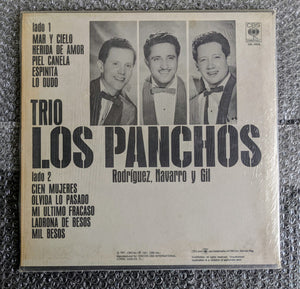 lado 1
MAR Y CIELO
HERIDA DE AMOR
PIEL CANELA
ESPINITA
LO DUDO
CBS
TRIO
LOS PANCHOS
Rodríguez, Navarro y Gil
lado 2
CIEN MUJERES
OLVIDA LO PASADO
MI ULTIMO FRACASO
LADRONA DE BESOS
MIL BESOS